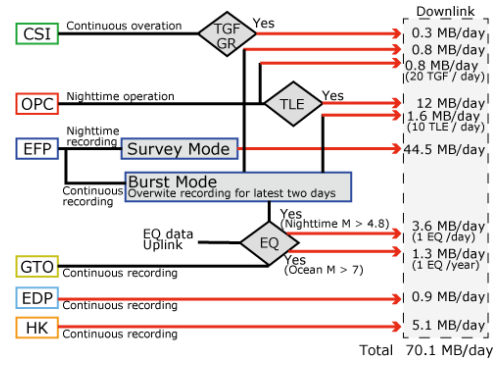 Downlink
CSI
Continuous overation
TGF
GR
Yes
0.3 MB/day
0.8 MB/day
0.8 MB/day
(20 TGF / day)
OPC
Nighttime operation
TLE
Yes
12 MB/day
1.6 MB/day
(10 TLE / day)
EFP
Nighttime
recording
Survey Mode
44.5 MB/day
Continuous
recording
Burst Mode
Overwite recording for latest two days
EQ data
Uplink
EQ
Yes
(Nighttime M > 4.8)
3.6 MB/day
(1 EQ /day)
Yes
(Ocean M > 7)
1.3 MB/day
(1 EQ /year)
GTO
Continuous recording
EDP
Continuous recording
0.9 MB/day
HK
Continuous recording
5.1 MB/day
Total 70.1 MB/day